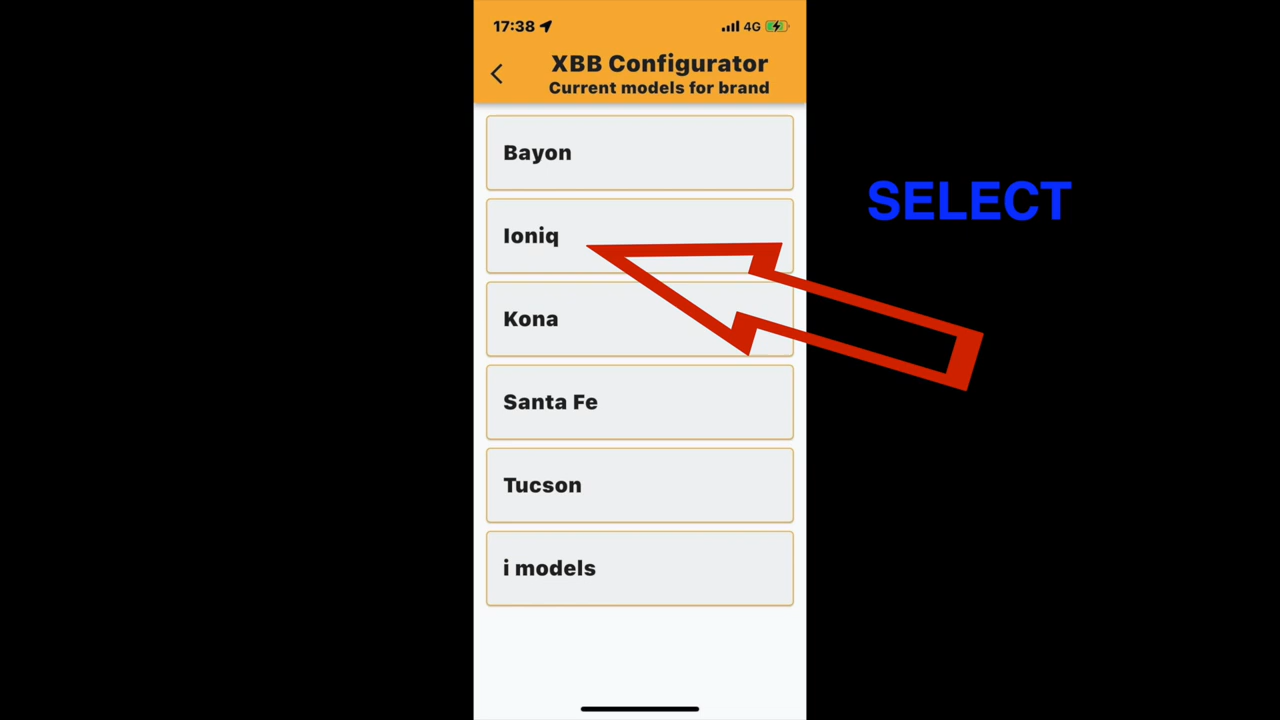 17:38
4G
XBB Configurator
Current models for brand
Bayon
SELECT
Ioniq
Kona
Santa Fe
Tucson
i models